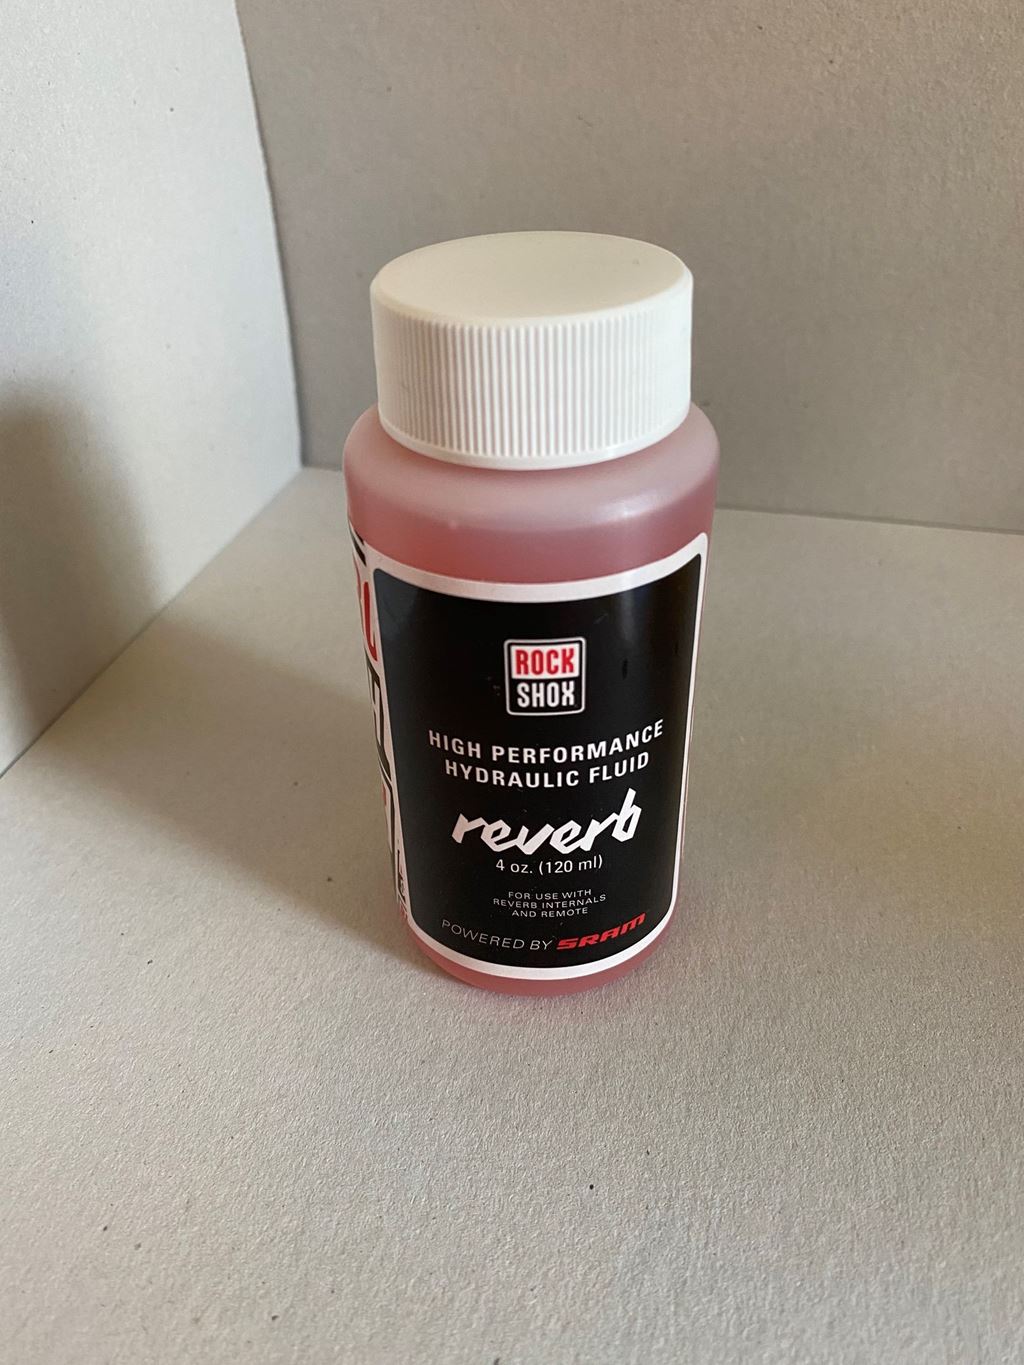 ROCK
SHOX
HIGH PERFORMANCE
HYDRAULIC FLUID
reverb
4 oz. (120 ml)
FOR USE WITH
REVERB INTERNALS
AND REMOTE
POWERED BY SRAM